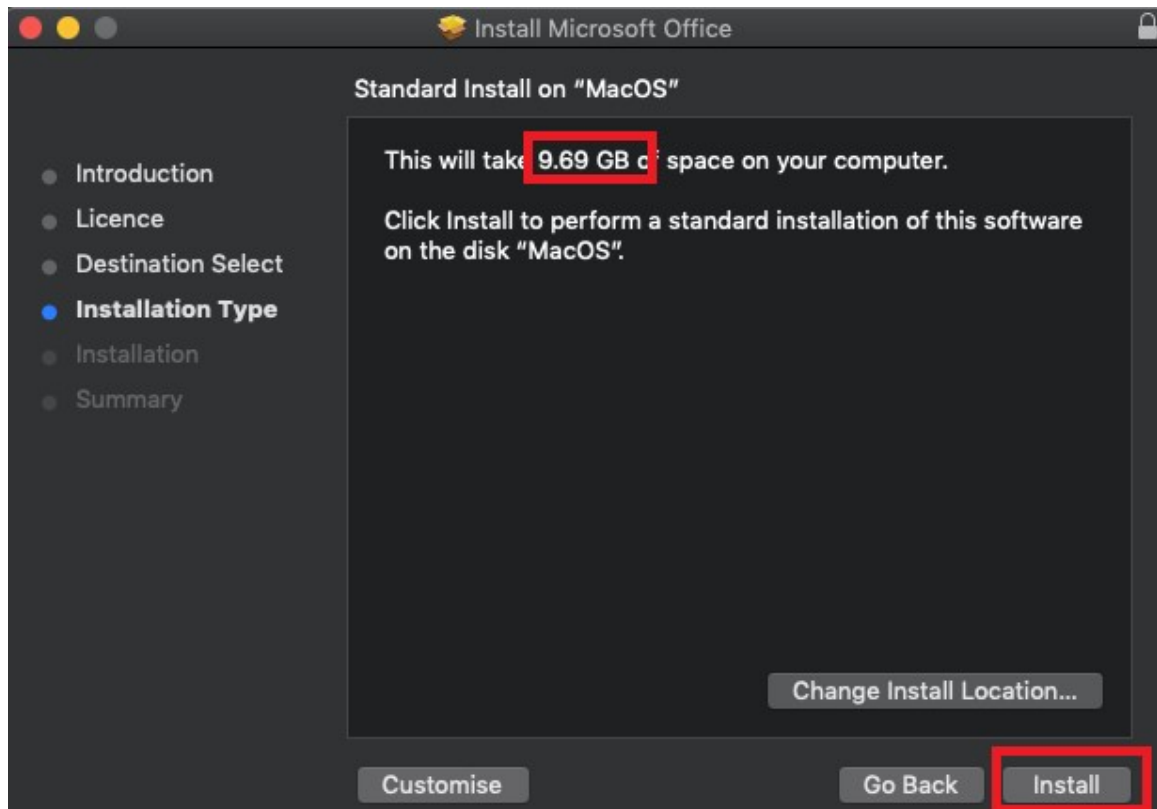 Install Microsoft Office
Standard Install on “MacOS”
Introduction
Licence
Destination Select
Installation Type
Installation
Summary
This will take 9.69 GB of space on your computer.
Click Install to perform a standard installation of this software
on the disk “MacOS”.
Change Install Location...
Customise
Go Back
Install